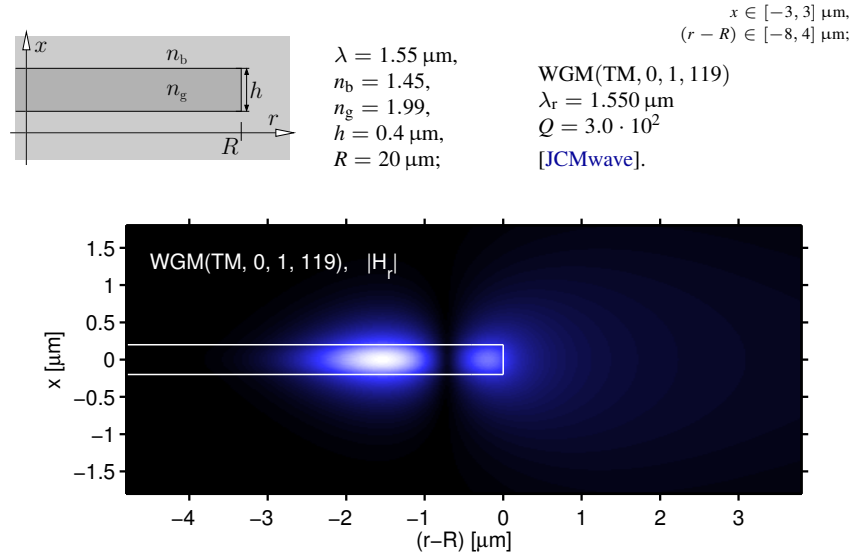 x ∈ [−3, 3] μm,
(r − R) ∈ [−8, 4] μm;
x
n_b
n_g
h
r
R
λ = 1.55 μm,
n_b = 1.45,
n_g = 1.99,
h = 0.4 μm,
R = 20 μm;
WGM(TM, 0, 1, 119)
λ_r = 1.550 μm
Q = 3.0 · 10²
[JCMwave].
WGM(TM, 0, 1, 119), |H_r|
1.5
1
0.5
0
−0.5
−1
−1.5
x [μm]
−4 −3 −2 −1 0 1 2 3
(r−R) [μm]